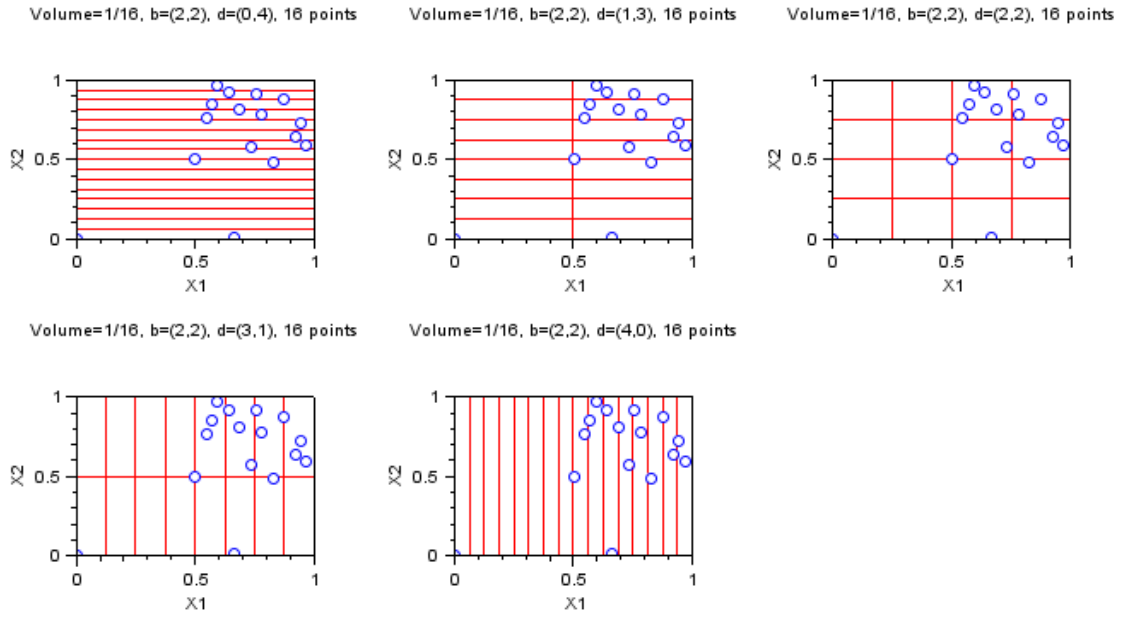 Volume=1/16, b=(2,2), d=(0,4), 16 points
Volume=1/16, b=(2,2), d=(1,3), 16 points
Volume=1/16, b=(2,2), d=(2,2), 16 points
1
0.5
0
X2
0
0.5
1
X1
1
0.5
0
X2
0
0.5
1
X1
1
0.5
0
X2
0
0.5
1
X1
Volume=1/16, b=(2,2), d=(3,1), 16 points
Volume=1/16, b=(2,2), d=(4,0), 16 points
1
0.5
0
X2
0
0.5
1
X1
1
0.5
0
X2
0
0.5
1
X1